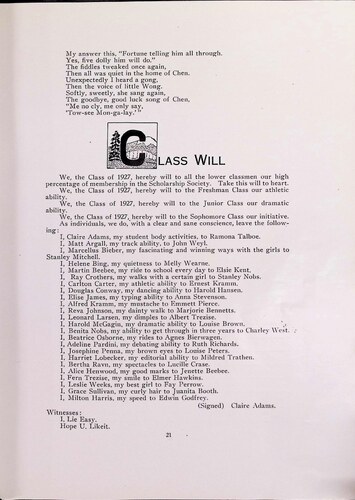 My answer this, "Fortune telling him all through.
Yes, five dolly him will do."
The fiddles tweaked once again,
Then all was quiet in the home of Chen.
Unexpectedly I heard a gong,
Then the voice of little Wong.
Softly, sweetly, she sang again,
The goodbye, good luck song of Chen,
"Me no cly, me only say,
'Tow-see Mon-ga-lay.'"
CLASS WILL
We, the Class of 1927, hereby will to all the lower classmen our high
percentage of membership in the Scholarship Society. Take this will to heart.
We, the Class of 1927, hereby will to the Freshman Class our athletic
ability.
We, the Class of 1927, hereby will to the Junior Class our dramatic
ability.
We, the Class of 1927, hereby will to the Sophomore Class our initiative.
As individuals we do, with a clear and sane conscience, leave the follow-
ing:
I, Claire Adams, my student body activities, to Ramona Talboe.
I, Matt Argall, my track ability, to John Weyl.
I, Marcellus Bieber, my fascinating and winning ways with the girls to
Stanley Mitchell.
I, Helene Bing, my quietness to Melly Wearne.
I, Martin Beebee, my ride to school every day to Elsie Kent.
I, Ray Crothers, my walks with a certain girl to Stanley Nobs.
I, Carlton Carter, my athletic ability to Ernest Kramm.
I, Douglas Conway, my dancing ability to Harold Hansen.
I, Elise James, my typing ability to Anna Stevenson.
I, Alfred Kramm, my mustache to Emmett Pierce.
I, Reva Johnson, my dainty walk to Marjorie Bennetts.
I, Leonard Larsen, my dimples to Albert Treaise.
I, Harold McGagin, my dramatic ability to Louise Brown.
I, Benita Nobs, my ability to get through in three years to Charley West.
I, Beatrice Osborne, my rides to Agnes Bierwagen.
I, Adeline Pardini, my debating ability to Ruth Richards.
I, Josephine Penna, my brown eyes to Louise Peters.
I, Harriet Lobecker, my editorial ability to Mildred Truthen.
I, Bertha Ravn, my spectacles to Lucille Crase.
I, Alice Henwood, my good marks to Jenette Beebee.
I, Fern Trezise, my smile to Elmer Hawkins.
I, Leslie Weeks, my best girl to Fay Perrow.
I, Grace Sullivan, my curly hair to Juanita Booth.
I, Milton Harris, my speed to Edwin Godfrey.
(Signed) Claire Adams.
Witnesses:
I. Lie Easy.
Hope U. Likeit.
21